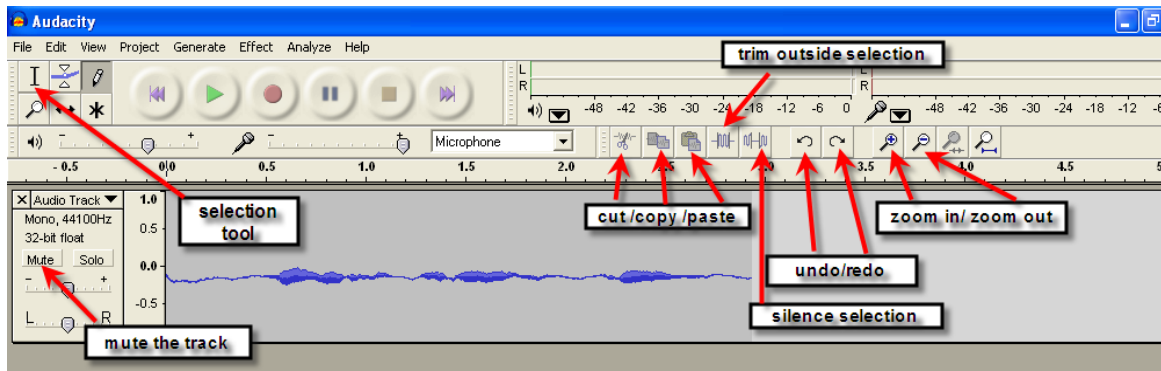 Audacity
File Edit View Project Generate Effect Analyze Help
trim outside selection
L
R
-48 -42 -36 -30 -24 -18 -12 -6 0
L
R
-48 -42 -36 -30 -24 -18 -12 -6
- +
- +
Microphone
-0.5 0.0 0.5 1.0 1.5 2.0 3.5 4.0 4.5
Audio Track
Mono, 44100Hz
32-bit float
Mute Solo
- +
L R
1.0
0.5
0.0
-0.5
selection
tool
cut /copy /paste
zoom in/ zoom out
undo/redo
silence selection
mute the track